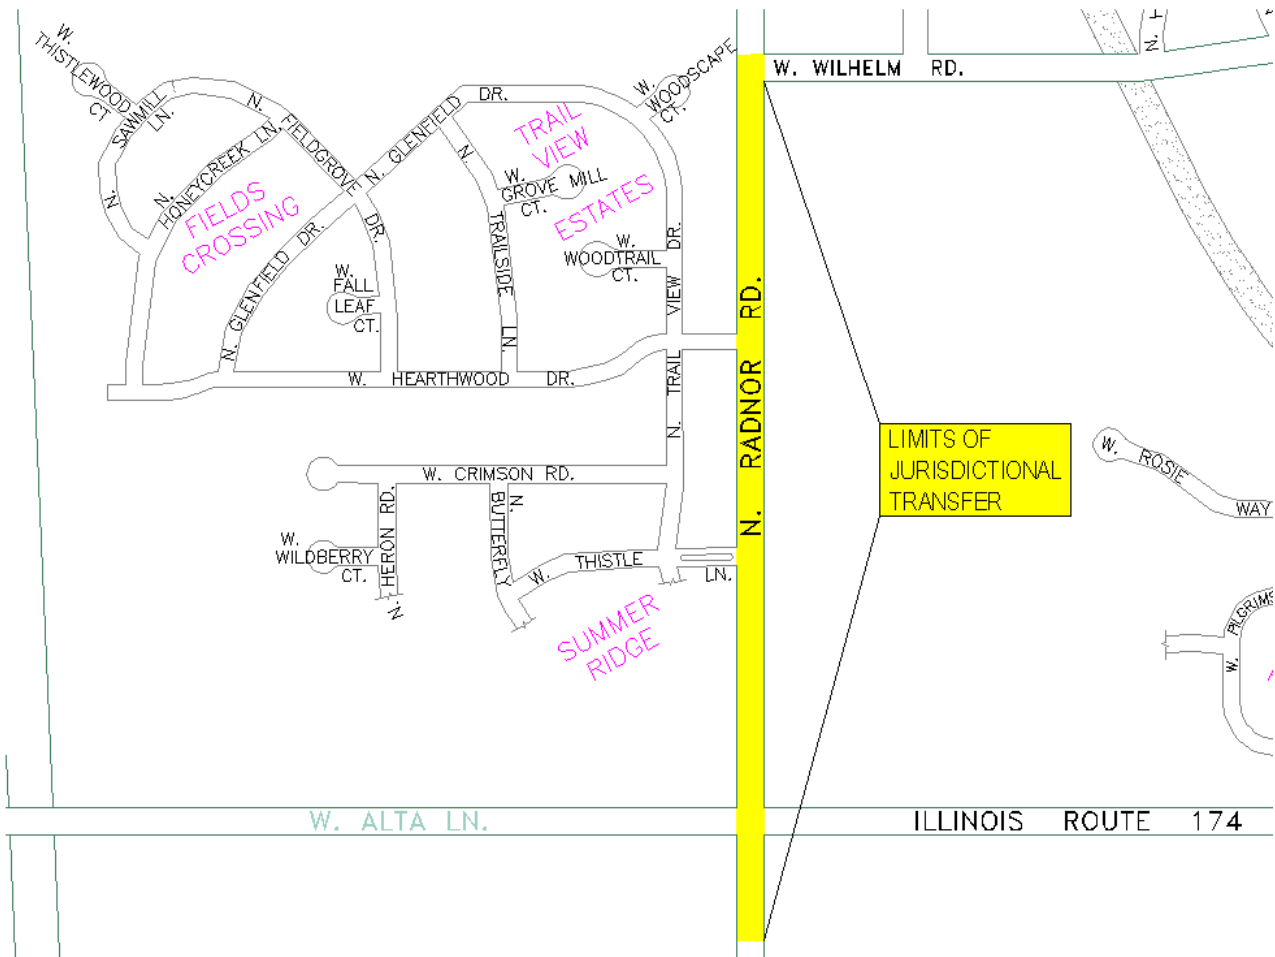 W.
THISTLEWOOD
CT
N.
SAWMILL
LN.
N.
FIELDGROVE
DR.
N.
HONEYCREEK LN.
FIELDS
CROSSING
N. GLENFIELD
DR.
N. GLENFIELD DR.
W.
WOODSCAPE
CT.
TRAIL
VIEW
ESTATES
N.
TRAILSIDE
LN.
W.
GROVE MILL
CT.
W.
WOODTRAIL
CT.
W.
FALL
LEAF
CT.
N. TRAIL VIEW DR.
W. HEARTHWOOD DR.
W. CRIMSON RD.
N. HERON RD.
N.
BUTTERFLY
W.
WILDBERRY
CT.
W. THISTLE
LN.
SUMMER
RIDGE
N. RADNOR RD.
W. WILHELM RD.
LIMITS OF
JURISDICTIONAL
TRANSFER
W. ROSIE WAY
W.
W. ALTA LN.
ILLINOIS ROUTE 174